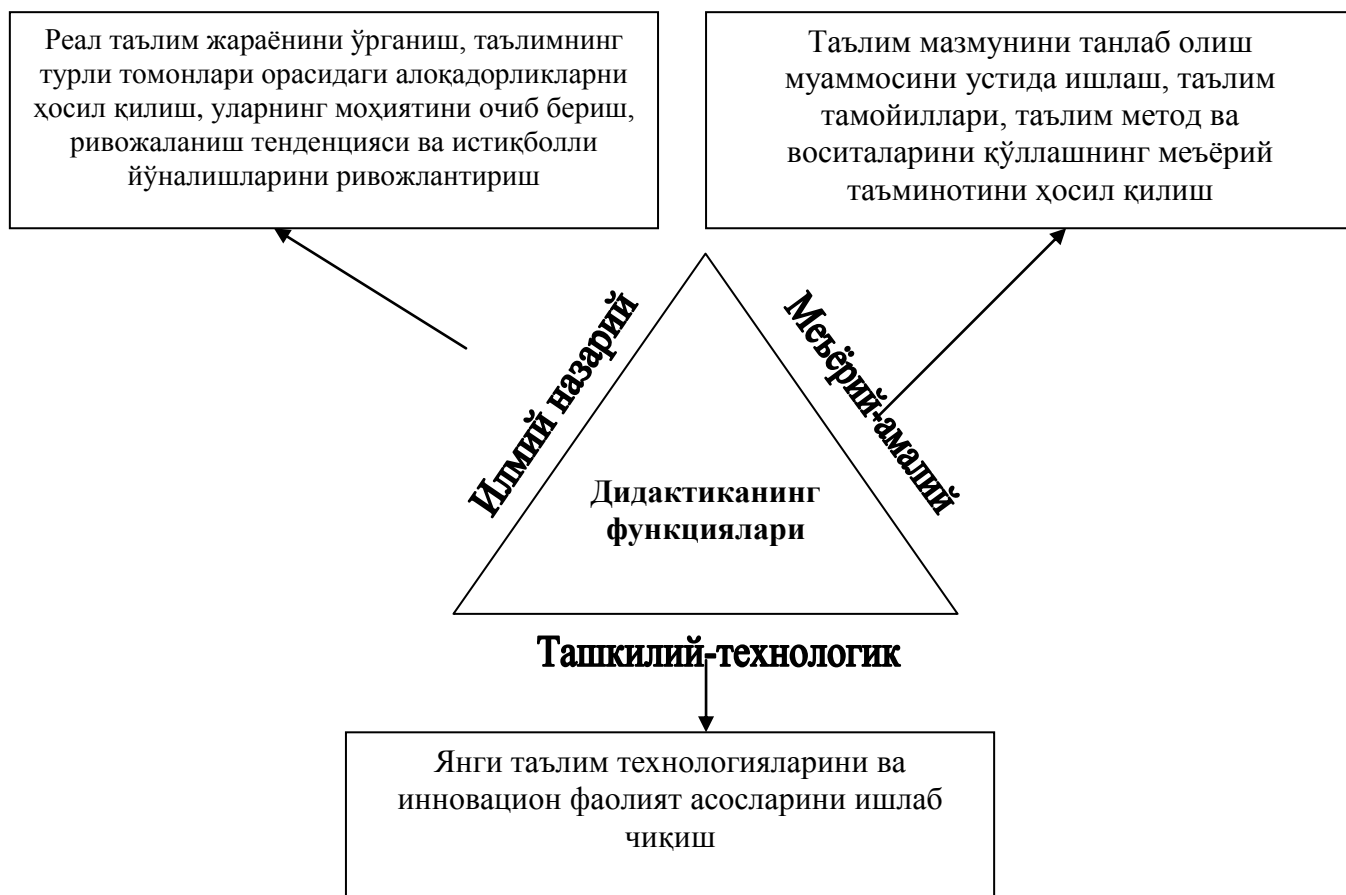 Реал таълим жараёнини ўрганиш, таълимнинг
турли томонлари орасидаги алоқадорликларни
ҳосил қилиш, уларнинг моҳиятини очиб бериш,
ривожаланиш тенденцияси ва истиқболли
йўналишларини ривожлантириш
Таълим мазмунини танлаб олиш
муаммосини устида ишлаш, таълим
тамойиллари, таълим метод ва
воситаларини қўллашнинг меъёрий
таъминотини ҳосил қилиш
Илмий назарий
Меъёрий-амалий
Дидактиканинг
функциялари
Ташкилий-технологик
Янги таълим технологияларини ва
инновацион фаолият асосларини ишлаб
чиқиш